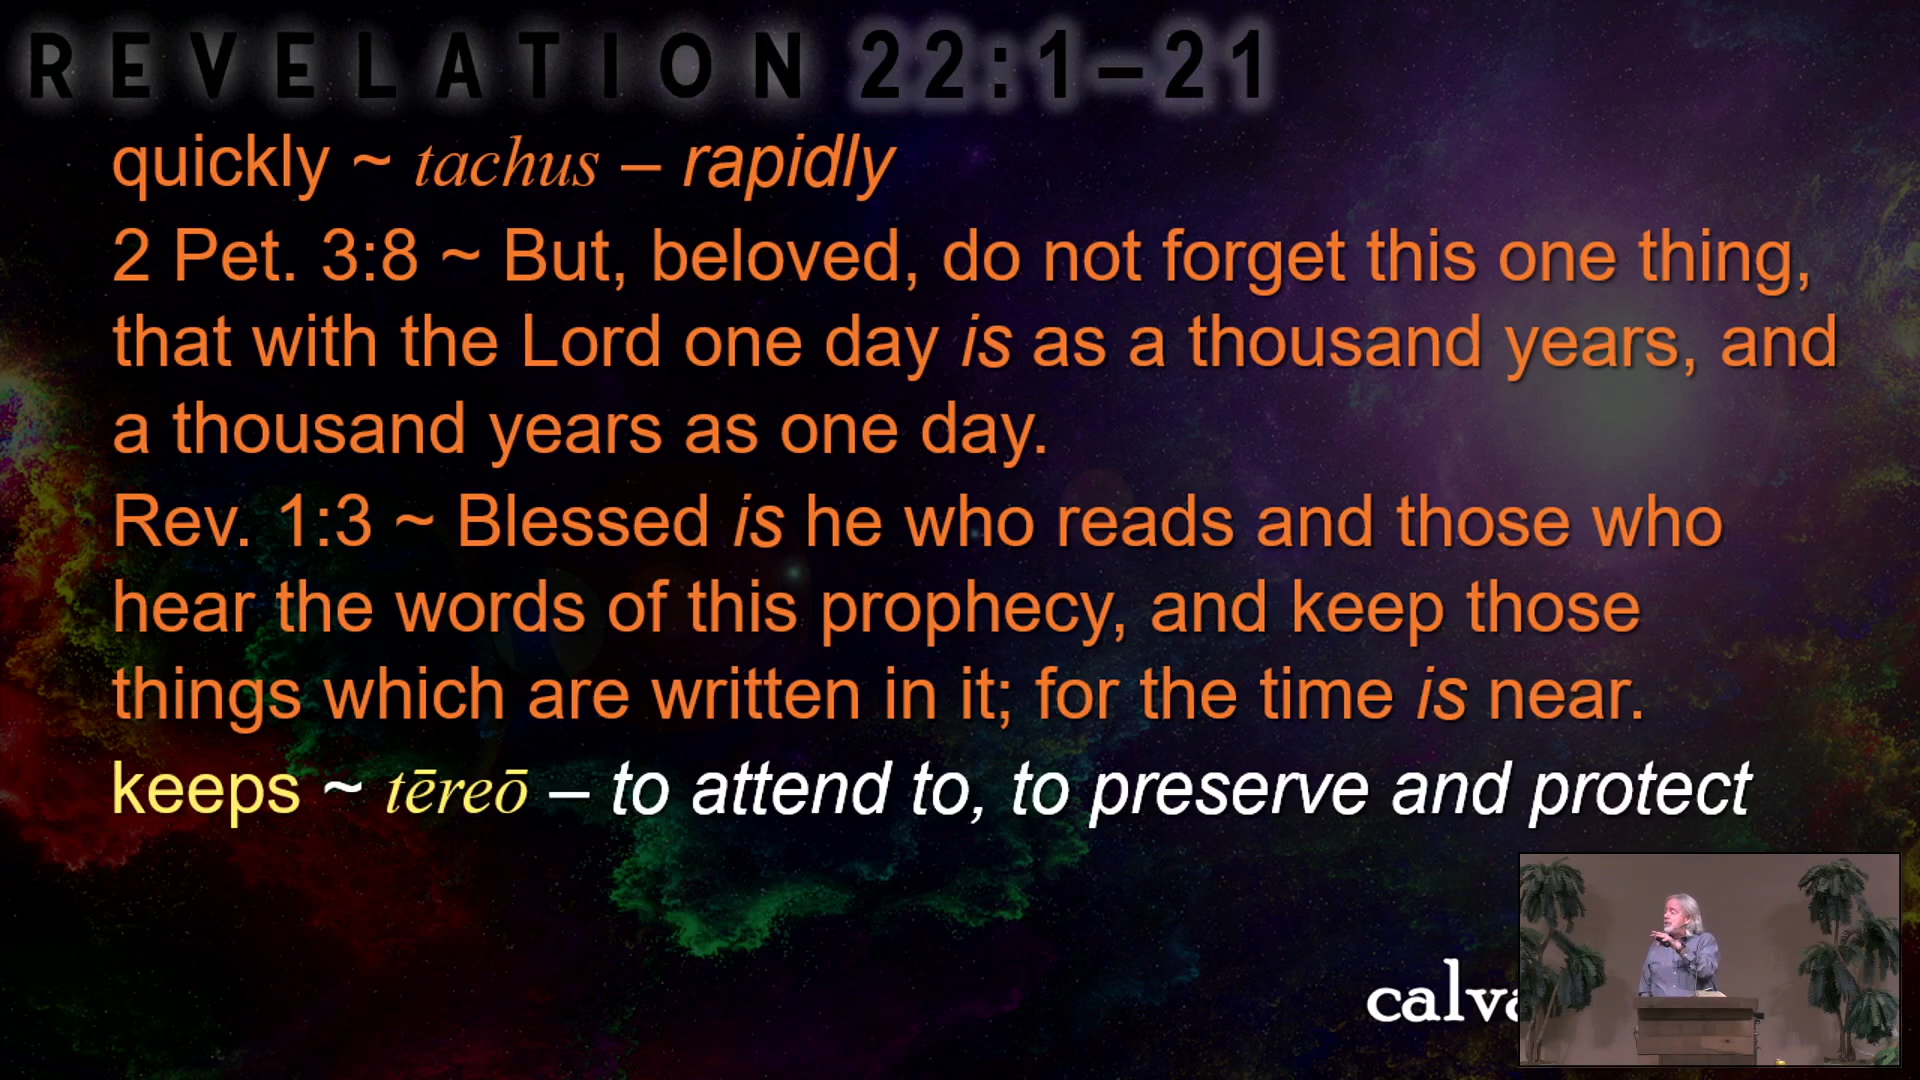 REVELATION 22:1–21
quickly ~ tachus – rapidly
2 Pet. 3:8 ~ But, beloved, do not forget this one thing,
that with the Lord one day is as a thousand years, and
a thousand years as one day.
Rev. 1:3 ~ Blessed is he who reads and those who
hear the words of this prophecy, and keep those
things which are written in it; for the time is near.
keeps ~ tēreō – to attend to, to preserve and protect